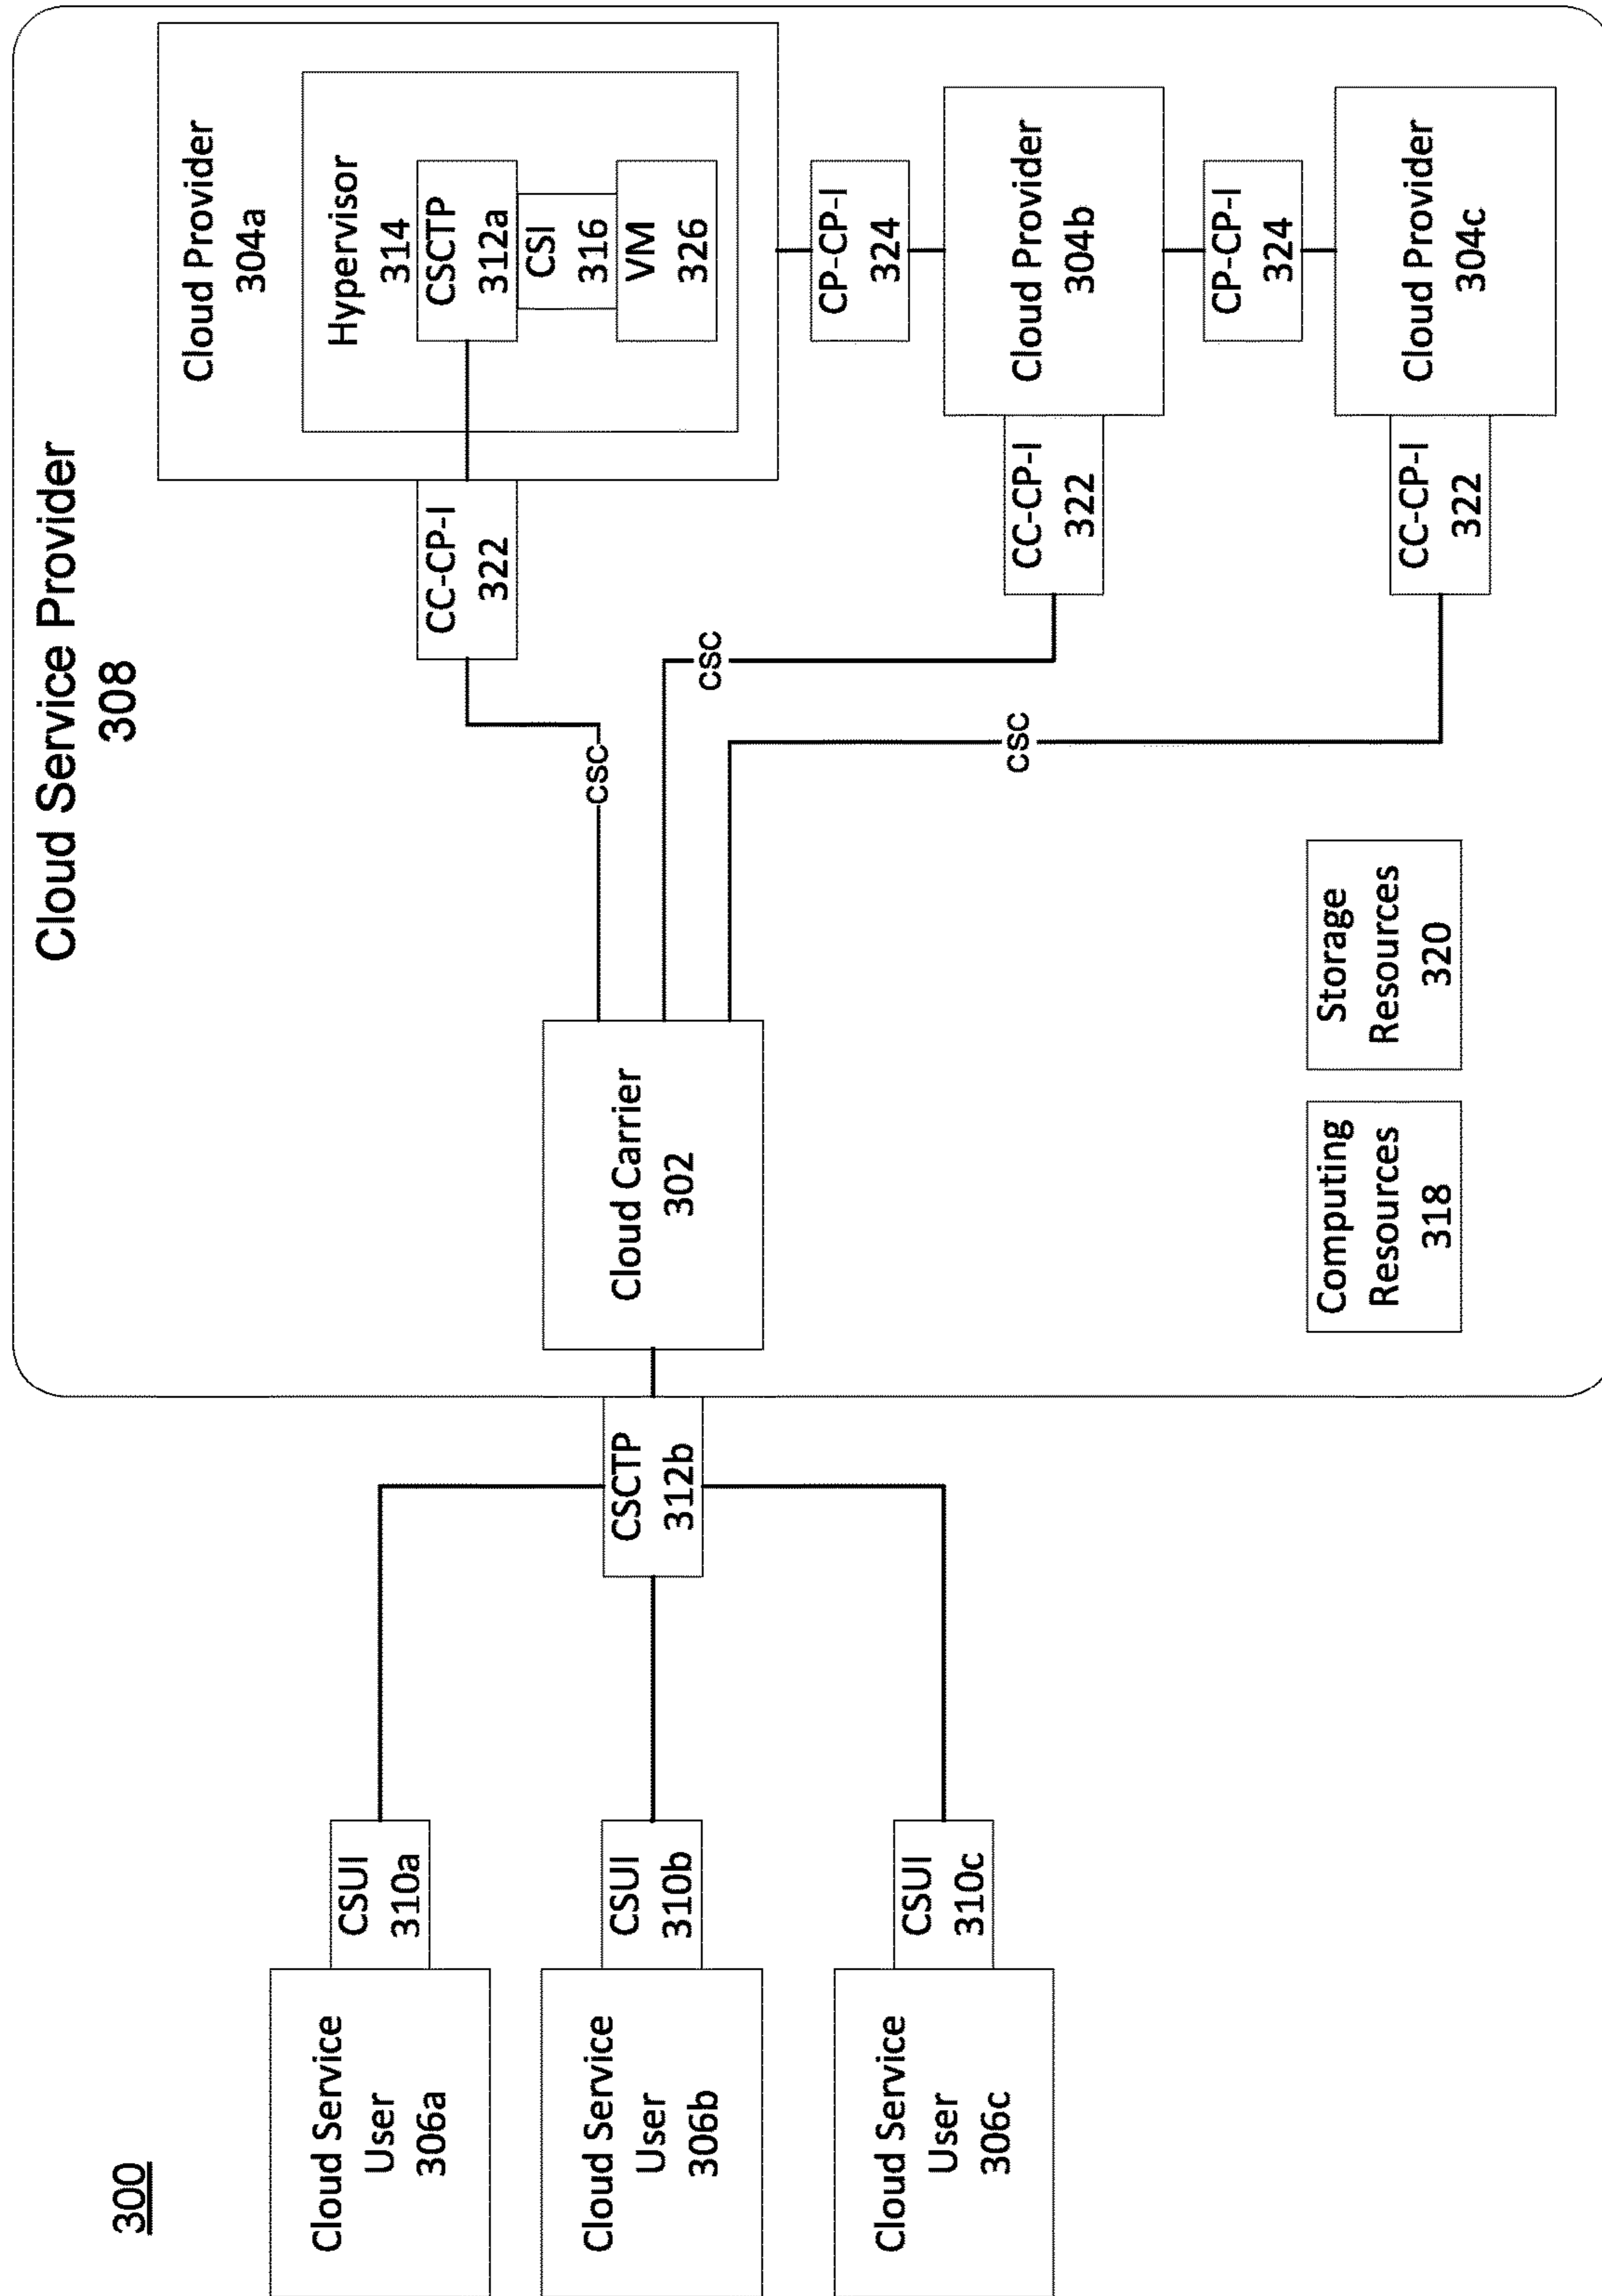 300
Cloud Service Provider
308
Cloud Service
User
306a
CSUI
310a
Cloud Service
User
306b
CSUI
310b
Cloud Service
User
306c
CSUI
310c
CSCTP
312b
Cloud Carrier
302
Computing
Resources
318
Storage
Resources
320
CSC
CSC
CSC
CC-CP-I
322
CC-CP-I
322
CC-CP-I
322
Cloud Provider
304a
Hypervisor
314
CSCTP
312a
CSI
316
VM
326
CP-CP-I
324
Cloud Provider
304b
CP-CP-I
324
Cloud Provider
304c